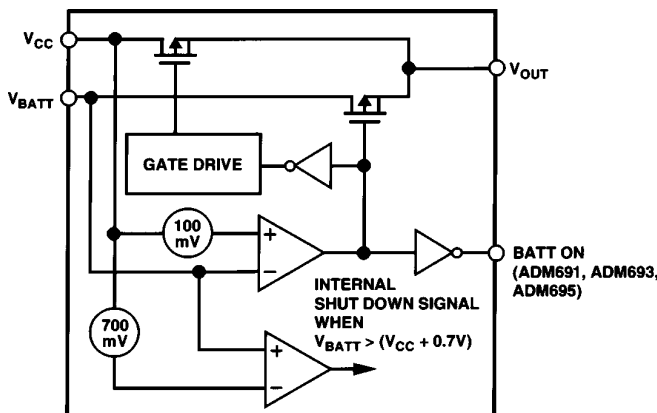 VCC
VBATT
VOUT
GATE DRIVE
100
mV
+
−
BATT ON
(ADM691, ADM693,
ADM695)
INTERNAL
SHUT DOWN SIGNAL
WHEN
VBATT > (VCC + 0.7V)
700
mV
+
−